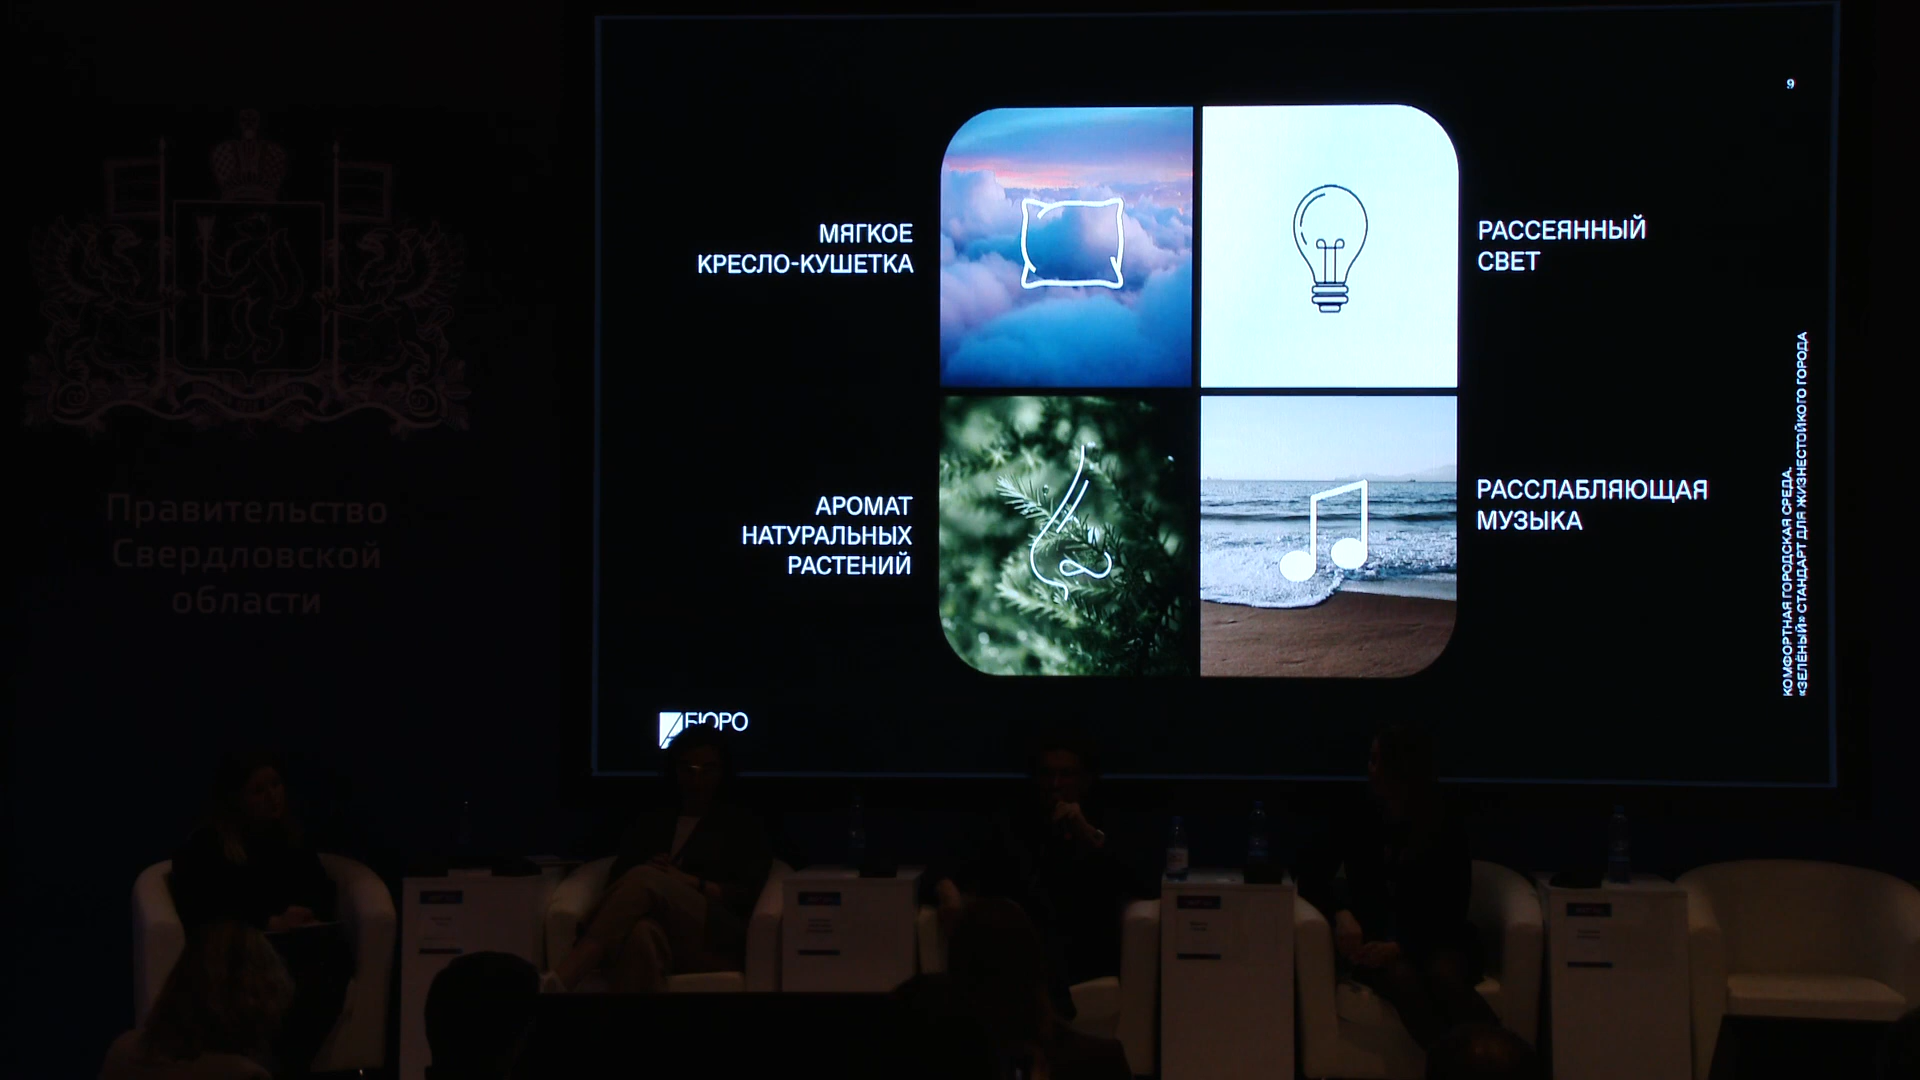 9
МЯГКОЕ
КРЕСЛО-КУШЕТКА
РАССЕЯННЫЙ
СВЕТ
АРОМАТ
НАТУРАЛЬНЫХ
РАСТЕНИЙ
РАССЛАБЛЯЮЩАЯ
МУЗЫКА
КОМФОРТНАЯ ГОРОДСКАЯ СРЕДА.
«ЗЕЛЁНЫЙ» СТАНДАРТ ДЛЯ ЖИЗНЕСТОЙКОГО ГОРОДА
БЮРО
Правительство
Свердловской
области